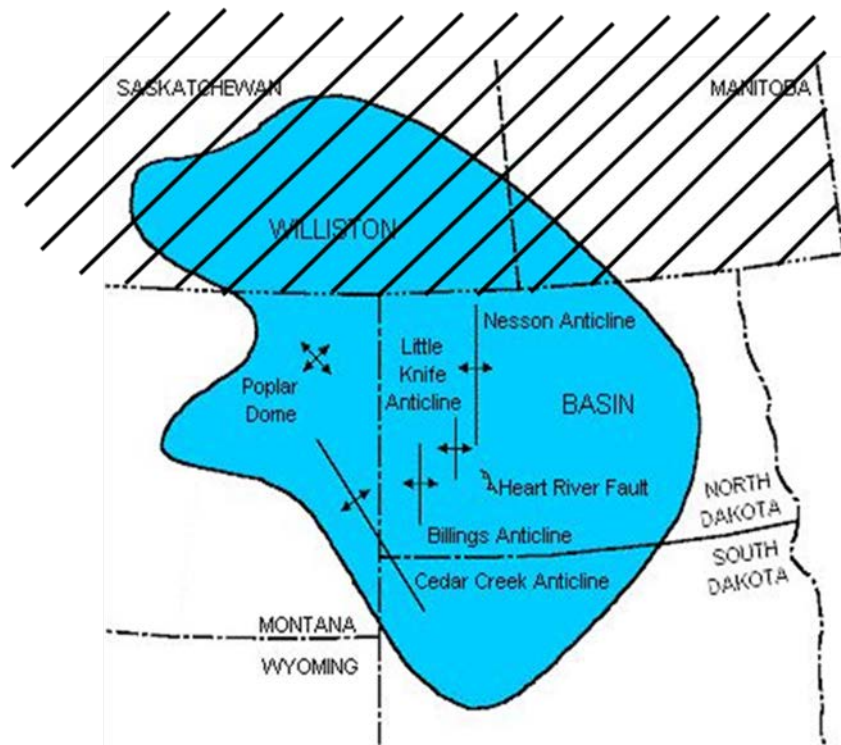 SASKATCHEWAN
MANITOBA
WILLISTON
Nesson Anticline
Little
Knife
Anticline
Poplar
Dome
BASIN
Heart River Fault
NORTH
DAKOTA
Billings Anticline
SOUTH
DAKOTA
Cedar Creek Anticline
MONTANA
WYOMING